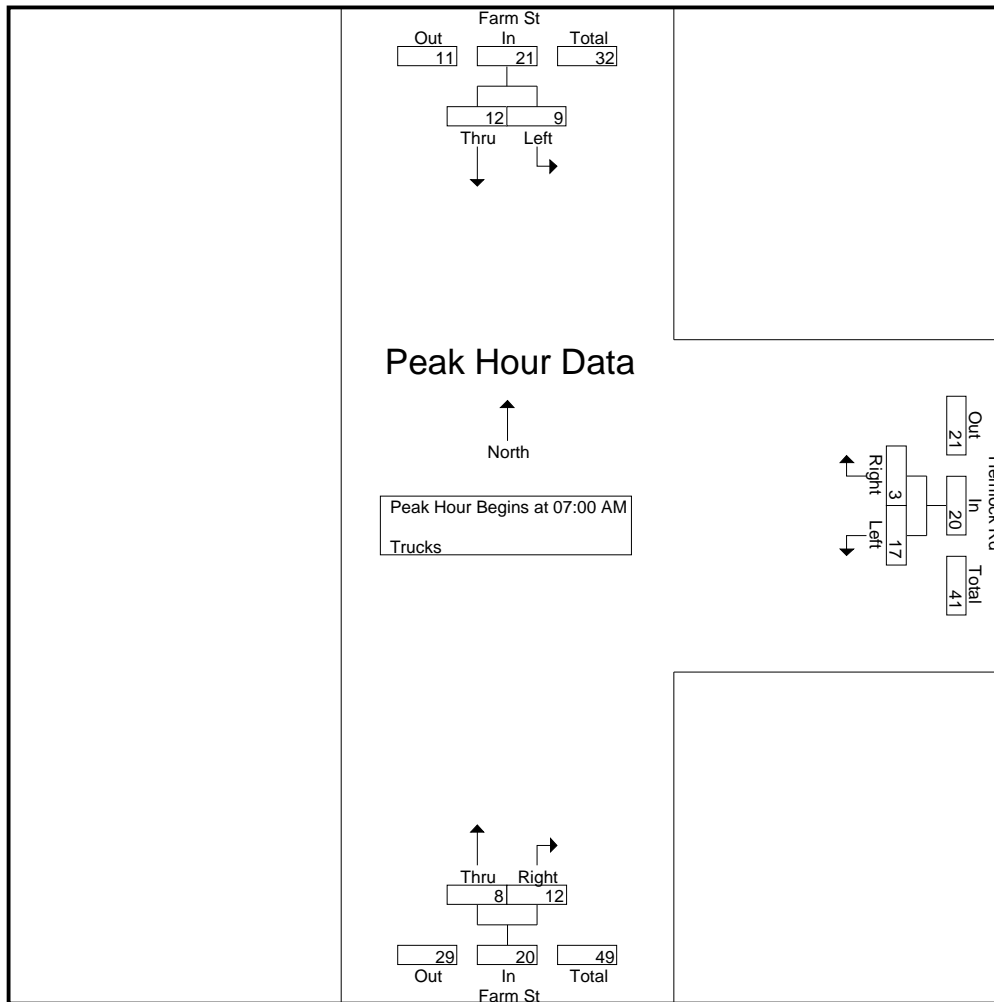 Farm St
Out In Total
11 21 32
12 9
Thru Left
Peak Hour Data
North
Peak Hour Begins at 07:00 AM
Trucks
Out In Total
21 20 41
3 17
Right Left
Thru Right
8 12
29 20 49
Out In Total
Farm St